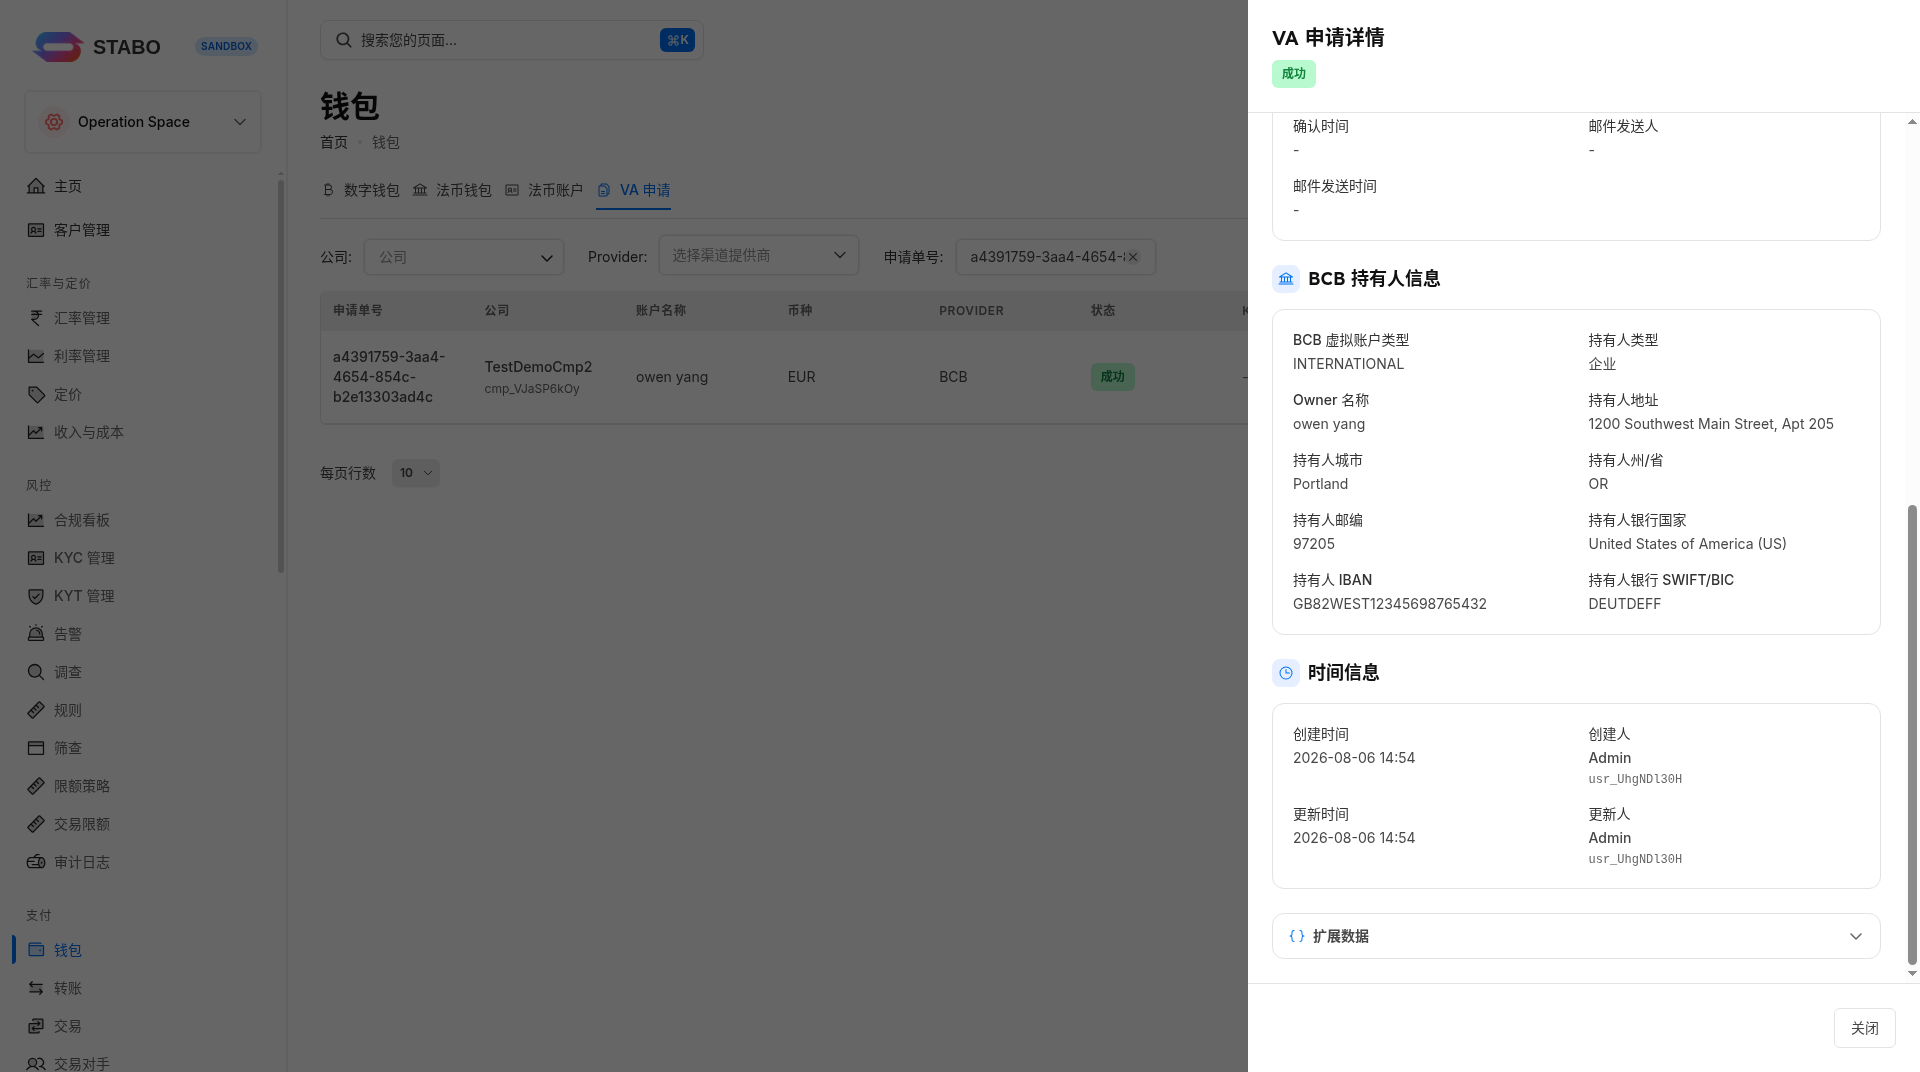 STABO
SANDBOX
Operation Space
主页
客户管理
汇率与定价
汇率管理
利率管理
定价
收入与成本
风控
合规看板
KYC 管理
KYT 管理
告警
调查
规则
筛查
限额策略
交易限额
审计日志
支付
钱包
转账
交易
交易对手
搜索您的页面...
⌘K
钱包
首页 • 钱包
数字钱包 法币钱包 法币账户 VA 申请
公司: 公司 Provider: 选择渠道提供商 申请单号: a4391759-3aa4-4654-
申请单号 公司 账户名称 币种 PROVIDER 状态
a4391759-3aa4-
4654-854c-
b2e13303ad4c
TestDemoCmp2
cmp_VJaSP6kOy
owen yang EUR BCB 成功 -
每页行数 10
VA 申请详情
成功
确认时间 邮件发送人
- -
邮件发送时间
-
BCB 持有人信息
BCB 虚拟账户类型 持有人类型
INTERNATIONAL 企业
Owner 名称 持有人地址
owen yang 1200 Southwest Main Street, Apt 205
持有人城市 持有人州/省
Portland OR
持有人邮编 持有人银行国家
97205 United States of America (US)
持有人 IBAN 持有人银行 SWIFT/BIC
GB82WEST12345698765432 DEUTDEFF
时间信息
创建时间 创建人
2026-08-06 14:54 Admin
usr_UhgNDl30H
更新时间 更新人
2026-08-06 14:54 Admin
usr_UhgNDl30H
{ } 扩展数据
关闭